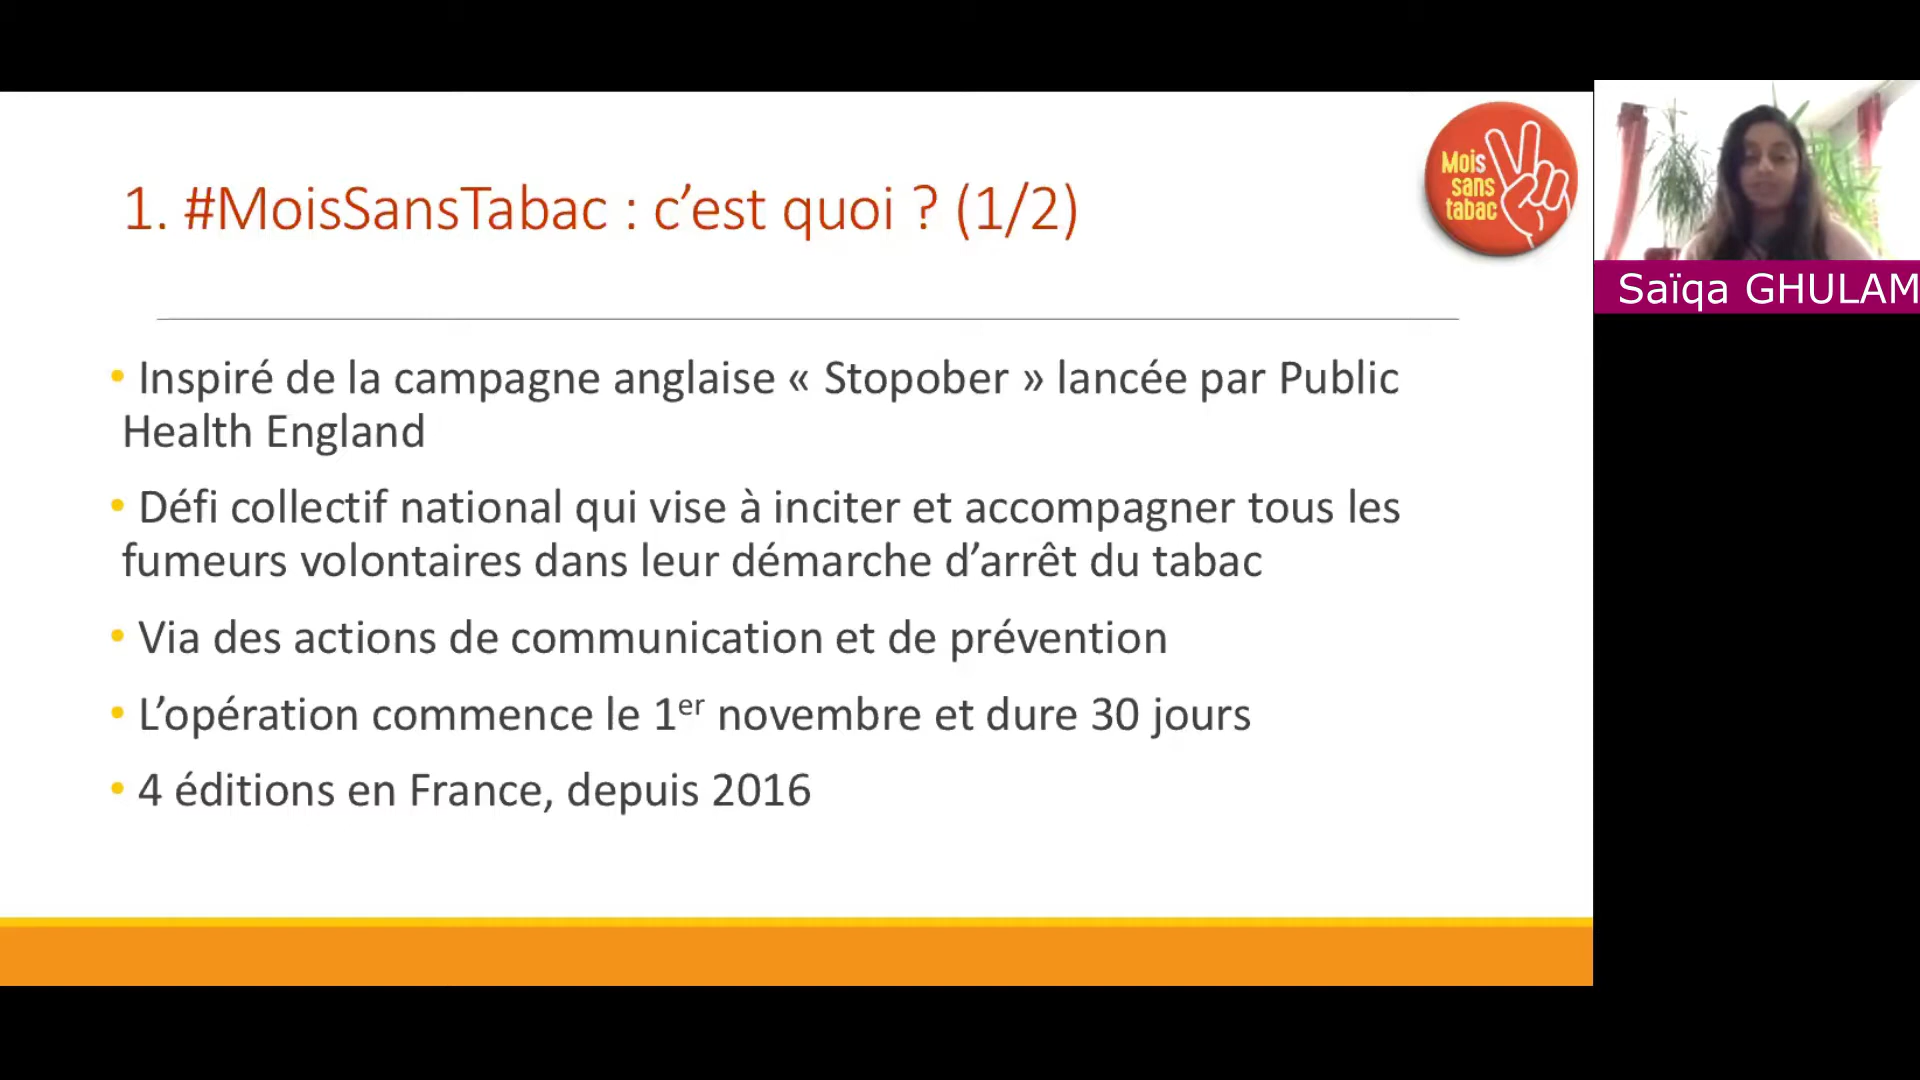 1. #MoisSansTabac : c’est quoi ? (1/2)
Mois
sans
tabac
Saïqa GHULAM
• Inspiré de la campagne anglaise « Stopober » lancée par Public
Health England
• Défi collectif national qui vise à inciter et accompagner tous les
fumeurs volontaires dans leur démarche d’arrêt du tabac
• Via des actions de communication et de prévention
• L’opération commence le 1er novembre et dure 30 jours
• 4 éditions en France, depuis 2016